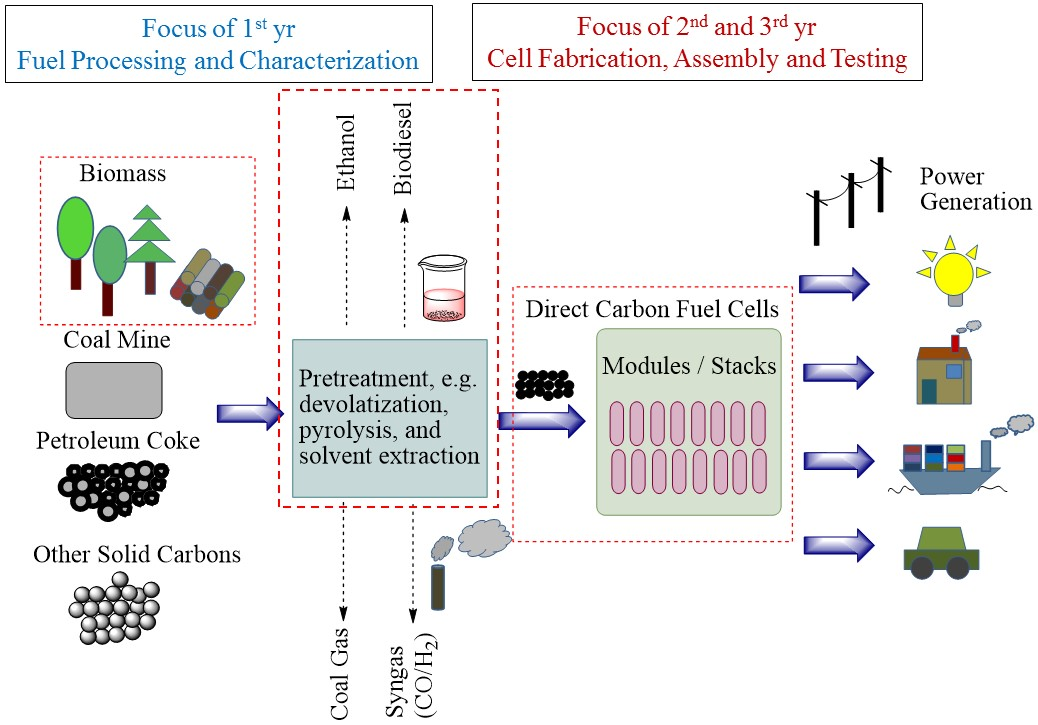 Focus of 1st yr
Fuel Processing and Characterization
Focus of 2nd and 3rd yr
Cell Fabrication, Assembly and Testing
Biomass
Coal Mine
Petroleum Coke
Other Solid Carbons
Ethanol
Biodiesel
Pretreatment, e.g.
devolatization,
pyrolysis, and
solvent extraction
Coal Gas
Syngas
(CO/H2)
Direct Carbon Fuel Cells
Modules / Stacks
Power
Generation